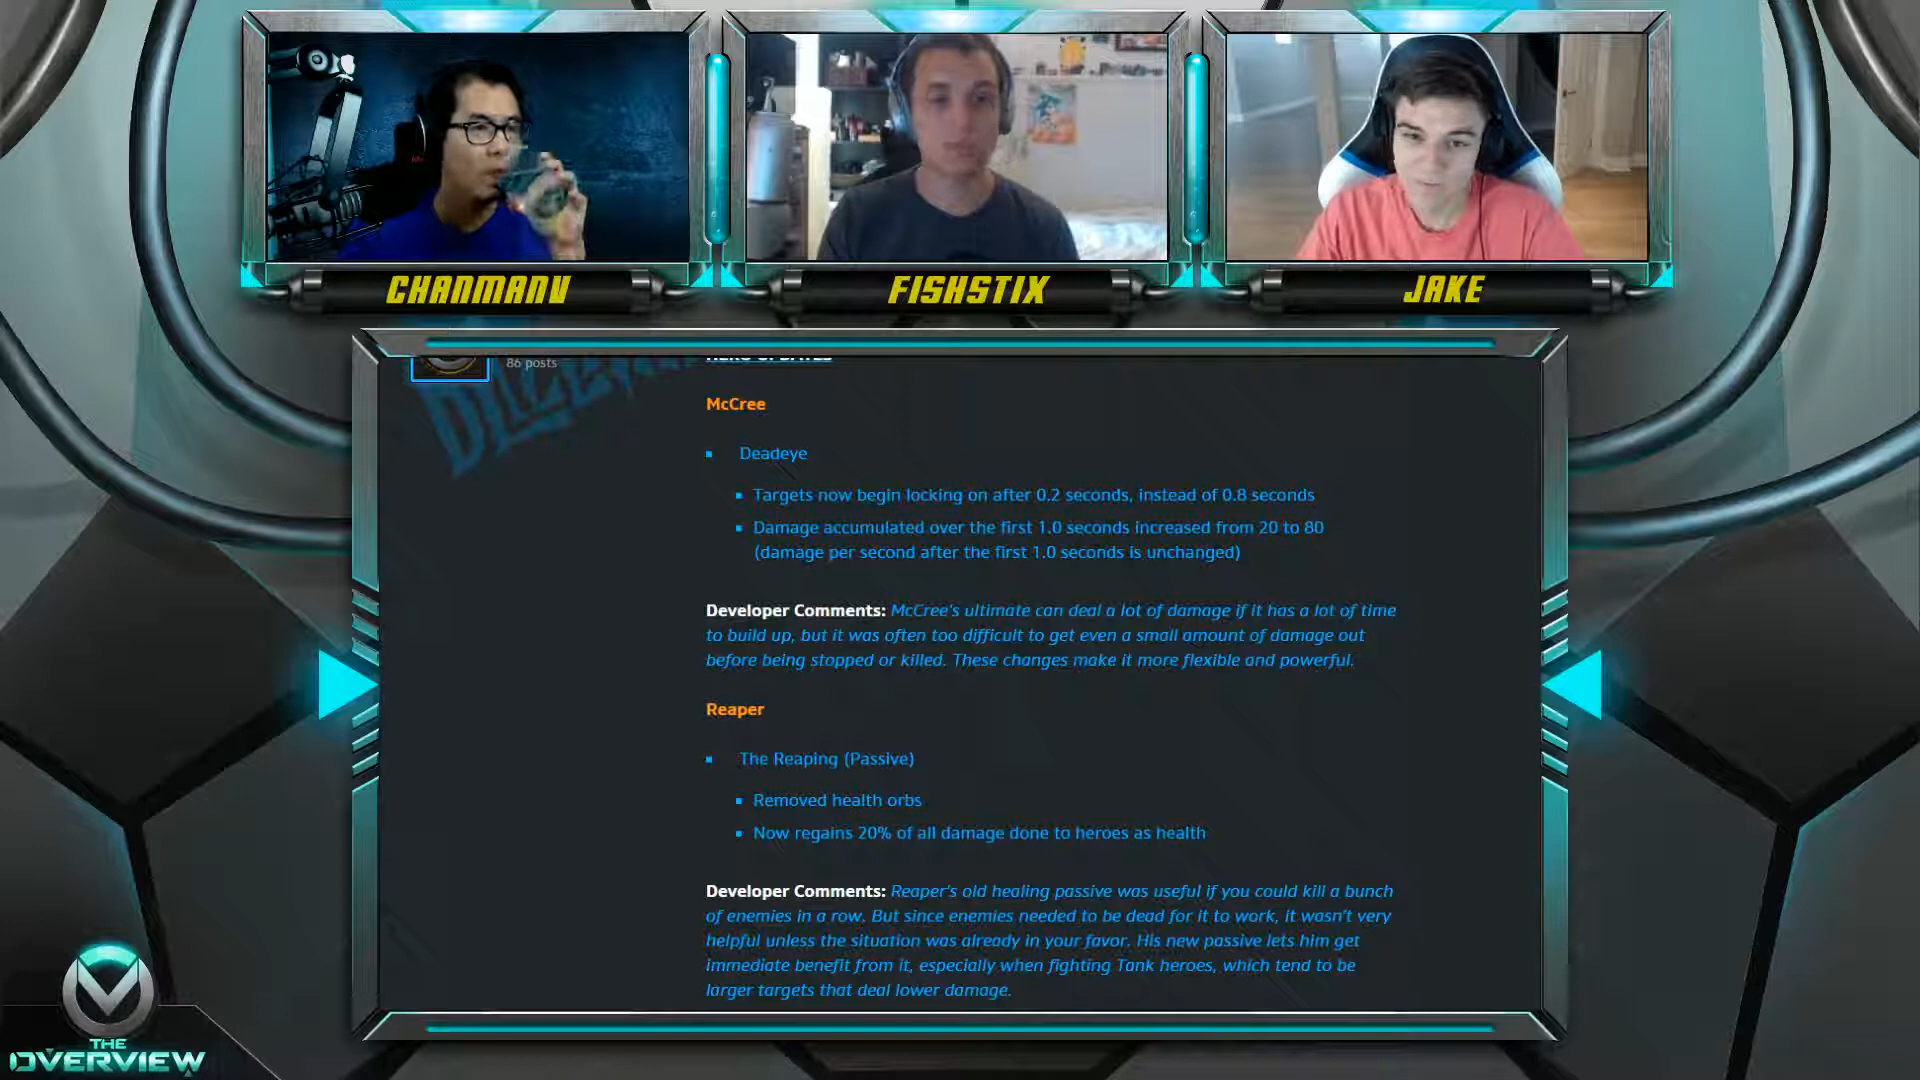 CHANMANV
FISHSTIX
JAKE
86 posts
HERO UPDATES
McCree
Deadeye
Targets now begin locking on after 0.2 seconds, instead of 0.8 seconds
Damage accumulated over the first 1.0 seconds increased from 20 to 80
(damage per second after the first 1.0 seconds is unchanged)
Developer Comments: McCree's ultimate can deal a lot of damage if it has a lot of time
to build up, but it was often too difficult to get even a small amount of damage out
before being stopped or killed. These changes make it more flexible and powerful.
Reaper
The Reaping (Passive)
Removed health orbs
Now regains 20% of all damage done to heroes as health
Developer Comments: Reaper's old healing passive was useful if you could kill a bunch
of enemies in a row. But since enemies needed to be dead for it to work, it wasn't very
helpful unless the situation was already in your favor. His new passive lets him get
immediate benefit from it, especially when fighting Tank heroes, which tend to be
larger targets that deal lower damage.
THE
OVERVIEW